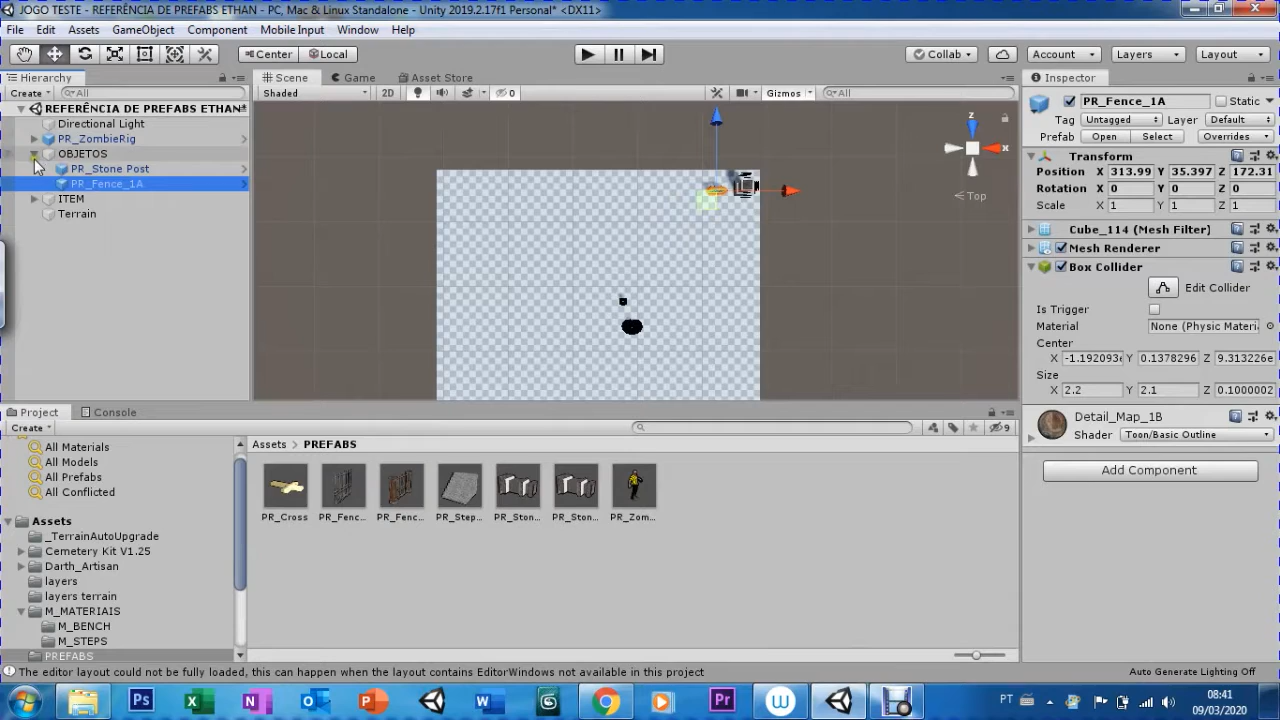 JOGO TESTE - REFERÊNCIA DE PREFABS ETHAN - PC, Mac & Linux Standalone - Unity 2019.2.17f1 Personal* <DX11>
File Edit Assets GameObject Component Mobile Input Window Help
Center Local Collab Account Layers Layout
Hierarchy Scene Game Asset Store Inspector
Create All Shaded 2D 0 Gizmos All
REFERÊNCIA DE PREFABS ETHAN
Directional Light
PR_ZombieRig
OBJETOS
PR_Stone Post
PR_Fence_1A
ITEM
Terrain
z
x
Top
PR_Fence_1A Static
Tag Untagged Layer Default
Prefab Open Select Overrides
Transform
Position X 313.99 Y 35.397 Z 172.31
Rotation X 0 Y 0 Z 0
Scale X 1 Y 1 Z 1
Cube_114 (Mesh Filter)
Mesh Renderer
Box Collider
Edit Collider
Is Trigger
Material None (Physic Materi
Center
X -1.192093e Y 0.1378296 Z 9.313226e
Size
X 2.2 Y 2.1 Z 0.1000002
Detail_Map_1B
Shader Toon/Basic Outline
Add Component
Project Console
Create 9
All Materials
All Models
All Prefabs
All Conflicted
Assets
_TerrainAutoUpgrade
Cemetery Kit V1.25
Darth_Artisan
layers
layers terrain
M_MATERIAIS
M_BENCH
M_STEPS
PREFABS
Assets PREFABS
PR_Cross PR_Fenc... PR_Fenc... PR_Step... PR_Ston... PR_Ston... PR_Zom...
The editor layout could not be fully loaded, this can happen when the layout contains EditorWindows not available in this project
Auto Generate Lighting Off
PT
08:41
09/03/2020